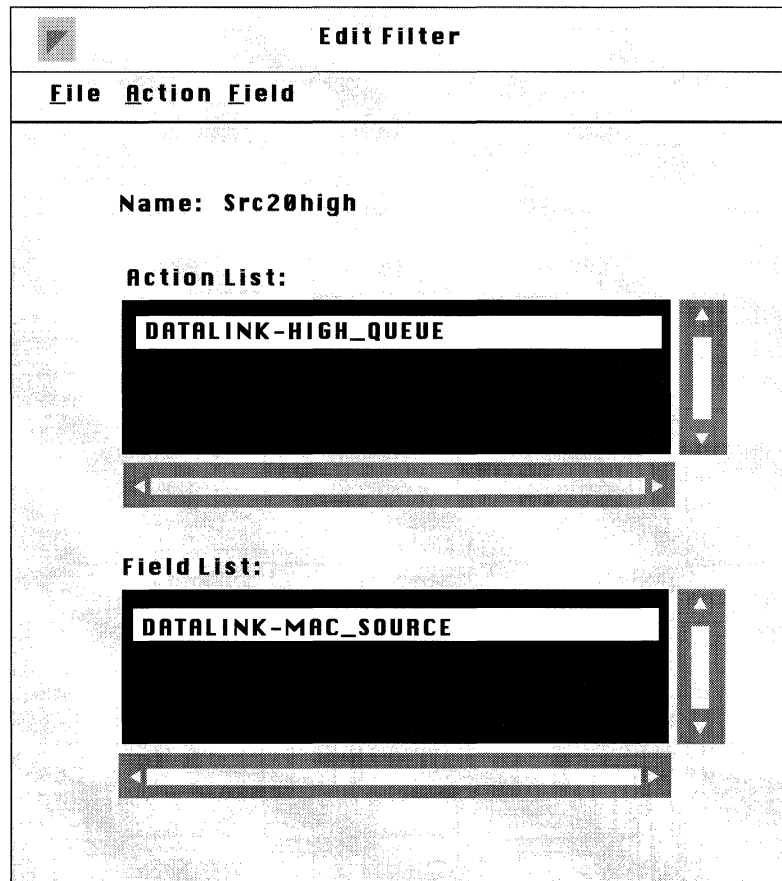 Edit Filter
File Action Field
Name: Src20high
Action List:
DATALINK-HIGH_QUEUE
Field List:
DATALINK-MAC_SOURCE